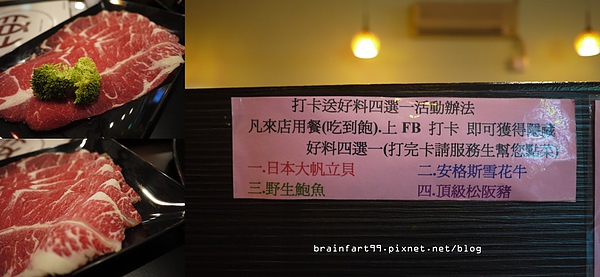 打卡送好料四選一活動辦法
凡來店用餐(吃到飽).上 FB 打卡 即可獲得隱藏
好料四選一(打完卡請服務生幫您點菜)
一.日本大帆立貝 二.安格斯雪花牛
三.野生鮑魚 四.頂級松阪豬
brainfart99.pixnet.net/blog